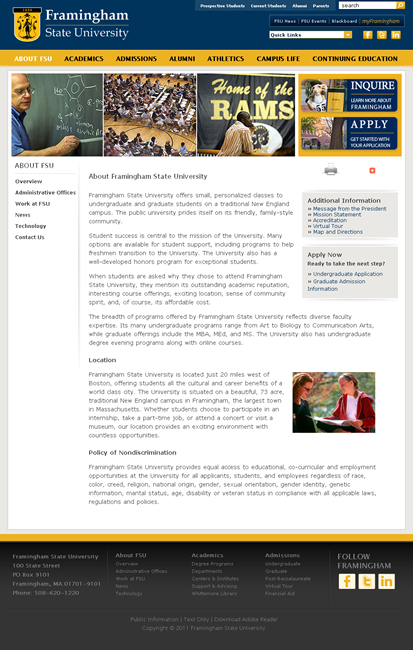 Prospective Students Current Students Alumni Parents
search
1839
Framingham
State University
FSU News | FSU Events | Blackboard | myFramingham
Quick Links
ABOUT FSU ACADEMICS ADMISSIONS ALUMNI ATHLETICS CAMPUS LIFE CONTINUING EDUCATION
Home of the
RAMS
INQUIRE
LEARN MORE ABOUT
FRAMINGHAM
APPLY
GET STARTED WITH
YOUR APPLICATION
ABOUT FSU
Overview
Administrative Offices
Work at FSU
News
Technology
Contact Us
About Framingham State University
Framingham State University offers small, personalized classes to
undergraduate and graduate students on a traditional New England
campus. The public university prides itself on its friendly, family-style
community.
Student success is central to the mission of the University. Many
options are available for student support, including programs to help
freshmen transition to the University. The University also has a
well-developed honors program for exceptional students.
When students are asked why they chose to attend Framingham
State University, they mention its outstanding academic reputation,
interesting course offerings, exciting location, sense of community
spirit, and, of course, its affordable cost.
The breadth of programs offered by Framingham State University reflects diverse faculty
expertise. Its many undergraduate programs range from Art to Biology to Communication Arts,
while graduate offerings include the MBA, MEd, and MS. The University also has undergraduate
degree evening programs along with online courses.
Additional Information
» Message from the President
» Mission Statement
» Accreditation
» Virtual Tour
» Map and Directions
Apply Now
Ready to take the next step?
» Undergraduate Application
» Graduate Admission
Information
Location
Framingham State University is located just 20 miles west of
Boston, offering students all the cultural and career benefits of a
world class city. The University is situated on a beautiful, 73 acre,
traditional New England campus in Framingham, the largest town
in Massachusetts. Whether students choose to participate in an
internship, take a part-time job, or attend a concert or visit a
museum, our location provides an exciting environment with
countless opportunities.
Policy of Nondiscrimination
Framingham State University provides equal access to educational, co-curricular and employment
opportunities at the University for all applicants, students, and employees regardless of race,
color, creed, religion, national origin, gender, sexual orientation, gender identity, genetic
information, marital status, age, disability or veteran status in compliance with all applicable laws,
regulations and policies.
Framingham State University
100 State Street
PO Box 9101
Framingham, MA 01701-9101
Phone: 508-620-1220
About FSU
Overview
Administrative Offices
Work at FSU
News
Technology
Academics
Degree Programs
Departments
Centers & Institutes
Support & Advising
Whittemore Library
Admissions
Undergraduate
Graduate
Post-Baccalaureate
Virtual Tour
Financial Aid
FOLLOW
FRAMINGHAM
Public Information | Text Only | Download Adobe Reader
Copyright © 2011 Framingham State University